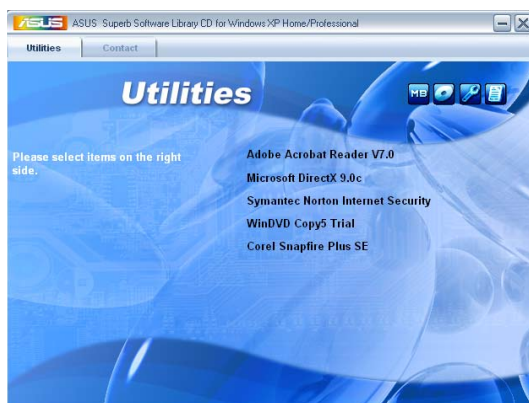 ASUS ASUS Superb Software Library CD for Windows XP Home/Professional
Utilities Contact
Utilities
MB
Please select items on the right
side.
Adobe Acrobat Reader V7.0
Microsoft DirectX 9.0c
Symantec Norton Internet Security
WinDVD Copy5 Trial
Corel Snapfire Plus SE